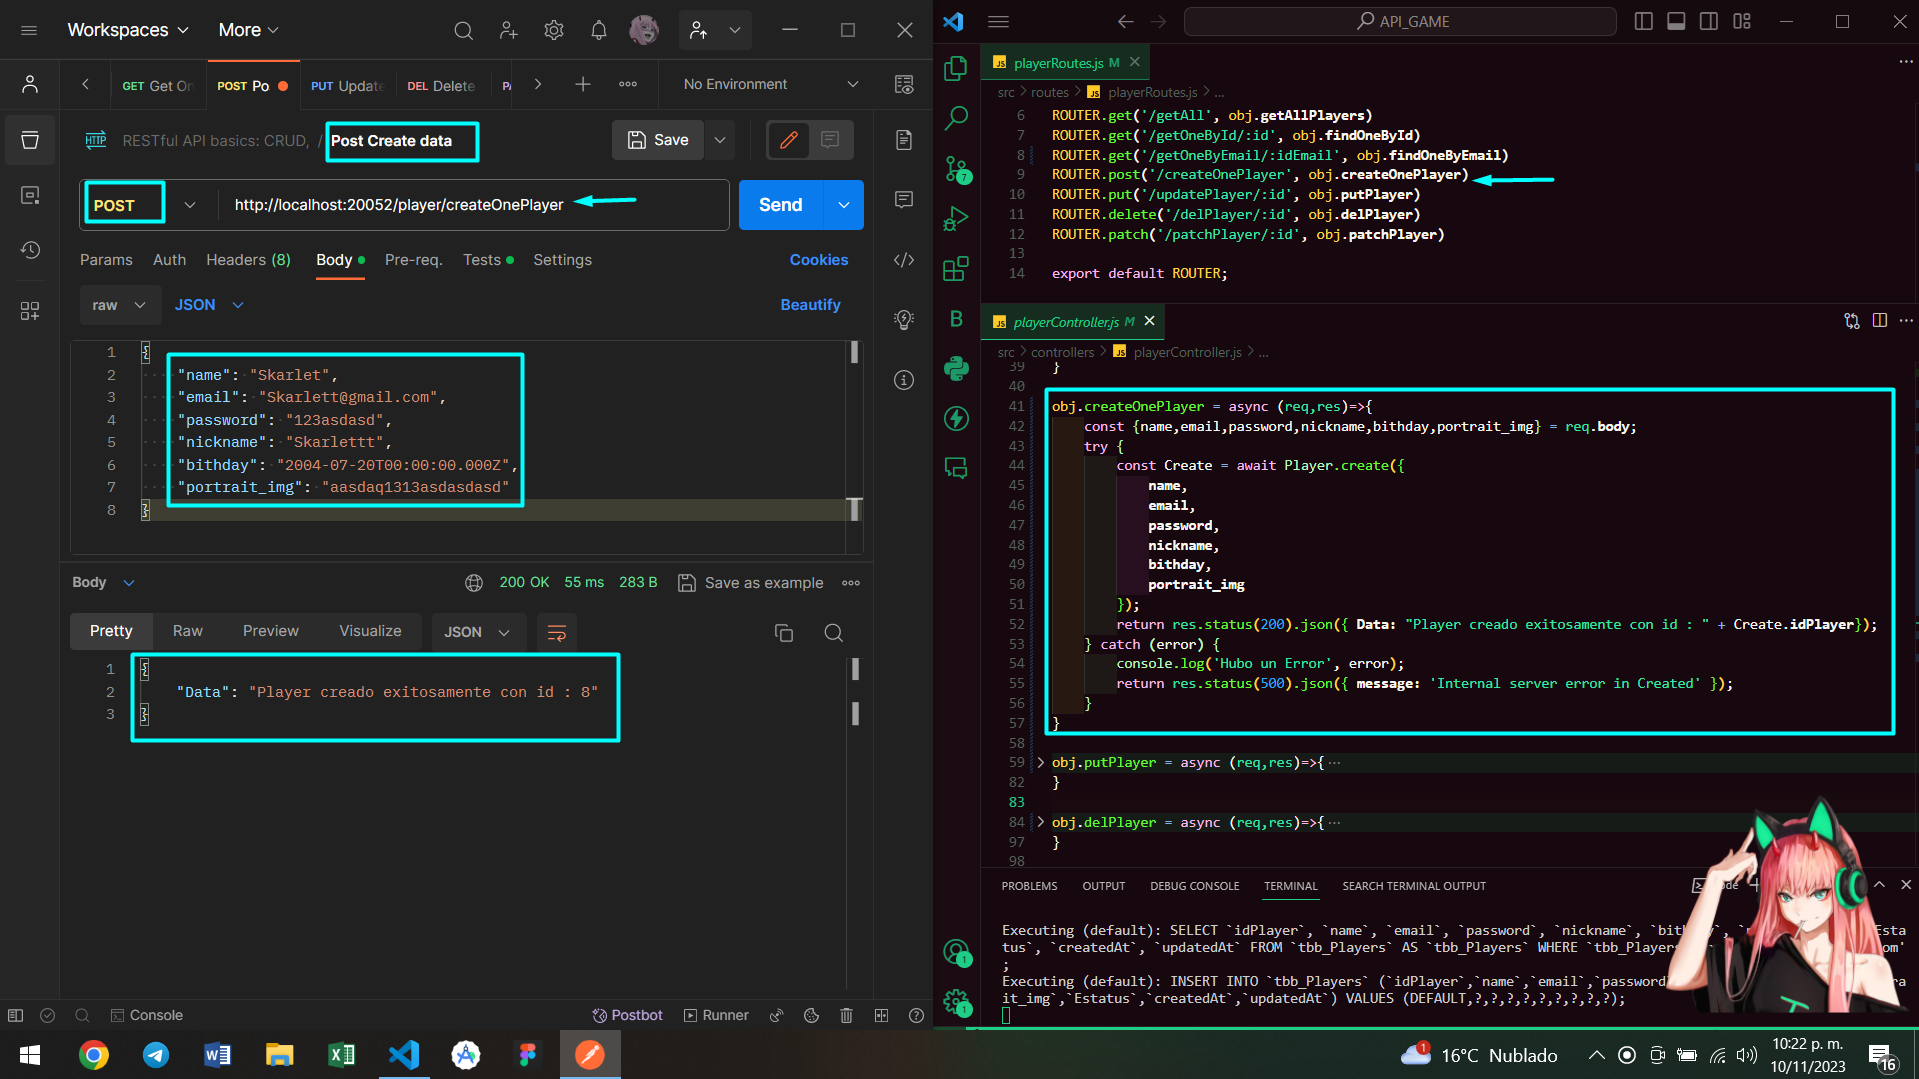 Workspaces More
API_GAME
GET Get On POST Po PUT Update DEL Delete No Environment
RESTful API basics: CRUD, / Post Create data Save
POST http://localhost:20052/player/createOnePlayer Send
Params Auth Headers (8) Body Pre-req. Tests Settings Cookies
raw JSON Beautify
1 {
2 "name": "Skarlet",
3 "email": "Skarlett@gmail.com",
4 "password": "123asdasd",
5 "nickname": "Skarlettt",
6 "bithday": "2004-07-20T00:00:00.000Z",
7 "portrait_img": "aasdaq1313asdasdasd"
8 }
Body 200 OK 55 ms 283 B Save as example
Pretty Raw Preview Visualize JSON
1 {
2 "Data": "Player creado exitosamente con id : 8"
3 }
Console Postbot Runner
JS playerRoutes.js M
src > routes > JS playerRoutes.js > ...
6 ROUTER.get('/getAll', obj.getAllPlayers)
7 ROUTER.get('/getOneById/:id', obj.findOneById)
8 ROUTER.get('/getOneByEmail/:idEmail', obj.findOneByEmail)
9 ROUTER.post('/createOnePlayer', obj.createOnePlayer)
10 ROUTER.put('/updatePlayer/:id', obj.putPlayer)
11 ROUTER.delete('/delPlayer/:id', obj.delPlayer)
12 ROUTER.patch('/patchPlayer/:id', obj.patchPlayer)
13
14 export default ROUTER;
JS playerController.js M
src > controllers > JS playerController.js > ...
39 }
40
41 obj.createOnePlayer = async (req,res)=>{
42 const {name,email,password,nickname,bithday,portrait_img} = req.body;
43 try {
44 const Create = await Player.create({
45 name,
46 email,
47 password,
48 nickname,
49 bithday,
50 portrait_img
51 });
52 return res.status(200).json({ Data: "Player creado exitosamente con id : " + Create.idPlayer});
53 } catch (error) {
54 console.log('Hubo un Error', error);
55 return res.status(500).json({ message: 'Internal server error in Created' });
56 }
57 }
58
59 obj.putPlayer = async (req,res)=>{ ...
82 }
83
84 obj.delPlayer = async (req,res)=>{ ...
97 }
98
PROBLEMS OUTPUT DEBUG CONSOLE TERMINAL SEARCH TERMINAL OUTPUT
Executing (default): SELECT `idPlayer`, `name`, `email`, `password`, `nickname`,
tus`, `createdAt`, `updatedAt` FROM `tbb_Players` AS `tbb_Players` WHERE
;
Executing (default): INSERT INTO `tbb_Players` (`idPlayer`,`name`,`email`,
it_img`,`Estatus`,`createdAt`,`updatedAt`) VALUES (DEFAULT,?,?,?,?,?,?,?,?,?);
7
B
1
1
1 16°C Nublado 10:22 p. m.
10/11/2023 16